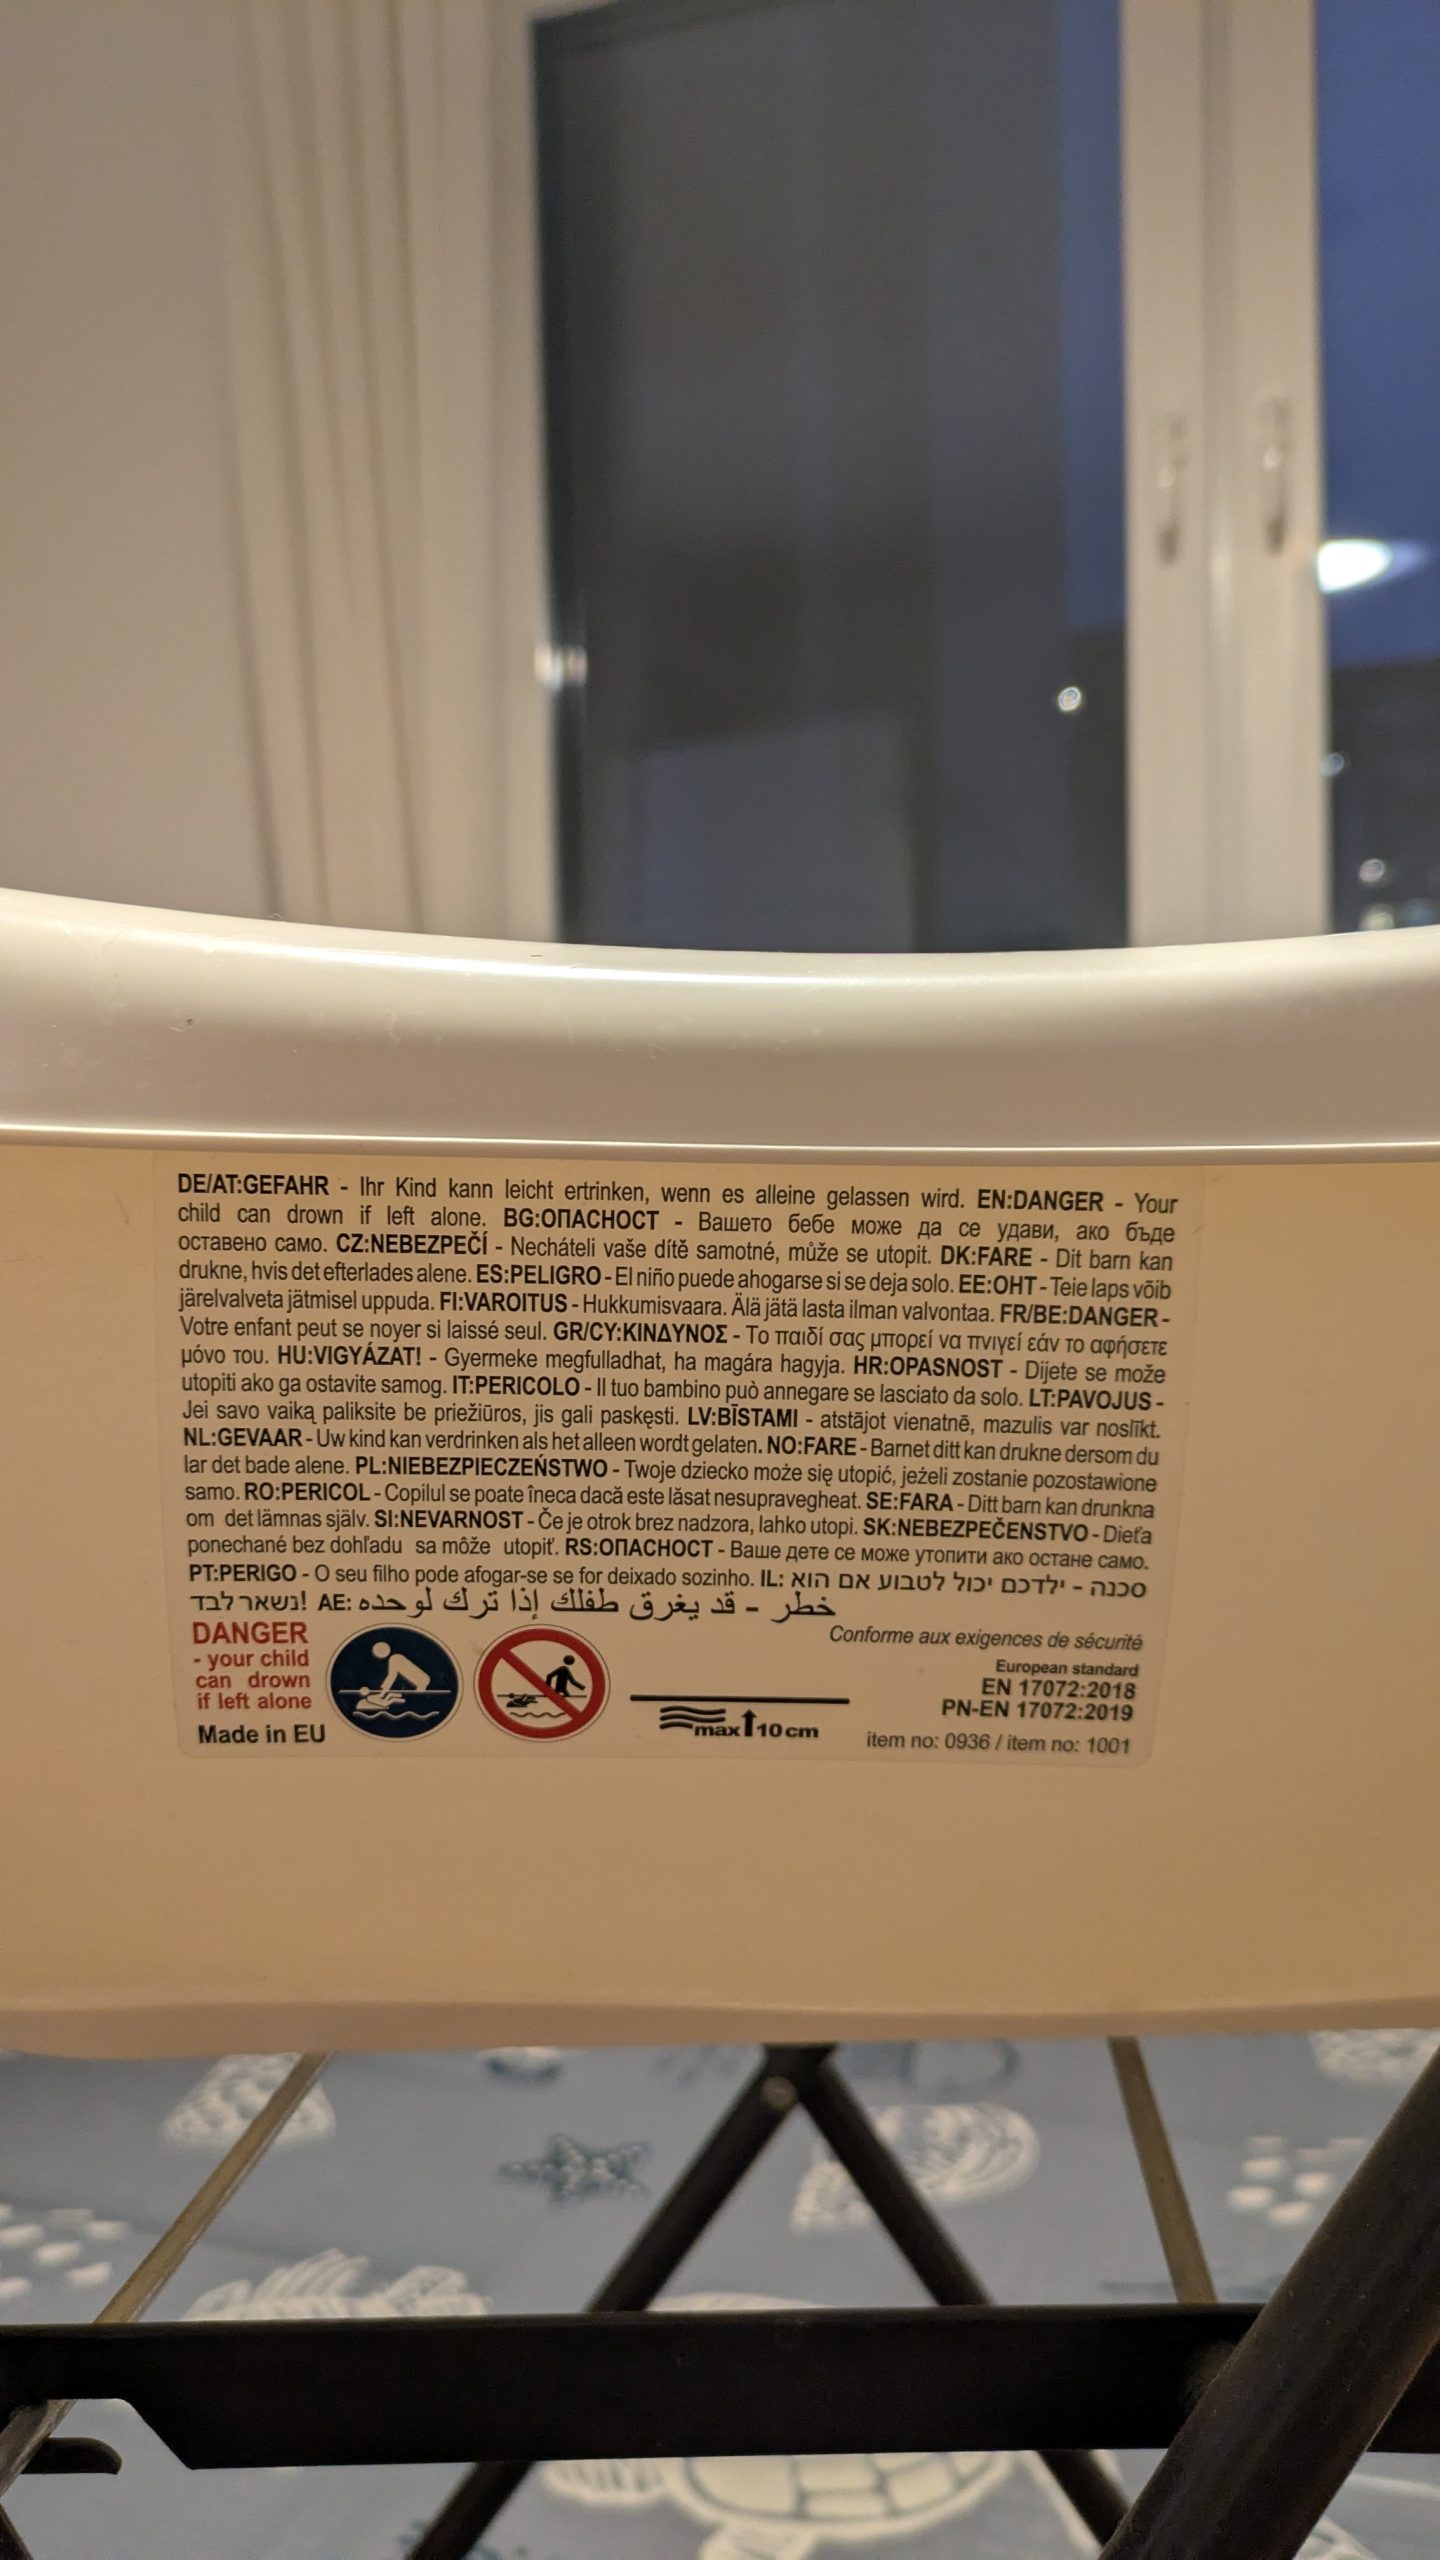 DE/AT:GEFAHR - Ihr Kind kann leicht ertrinken, wenn es alleine gelassen wird. EN:DANGER - Your
child can drown if left alone. BG:ОПАСНОСТ - Вашето бебе може да се удави, ако бъде
оставено само. CZ:NEBEZPEČÍ - Necháteli vaše dítě samotné, může se utopit. DK:FARE - Dit barn kan
drukne, hvis det efterlades alene. ES:PELIGRO - El niño puede ahogarse si se deja solo. EE:OHT - Teie laps võib
järelvalveta jätmisel uppuda. FI:VAROITUS - Hukkumisvaara. Älä jätä lasta ilman valvontaa. FR/BE:DANGER -
Votre enfant peut se noyer si laissé seul. GR/CY:ΚΙΝΔΥΝΟΣ - Το παιδί σας μπορεί να πνιγεί εάν το αφήσετε
μόνο του. HU:VIGYÁZAT! - Gyermeke megfulladhat, ha magára hagyja. HR:OPASNOST - Dijete se može
utopiti ako ga ostavite samog. IT:PERICOLO - Il tuo bambino può annegare se lasciato da solo. LT:PAVOJUS -
Jei savo vaiką paliksite be priežiūros, jis gali paskęsti. LV:BĪSTAMI - atstājot vienatnē, mazulis var noslīkt.
NL:GEVAAR - Uw kind kan verdrinken als het alleen wordt gelaten. NO:FARE - Barnet ditt kan drukne dersom du
lar det bade alene. PL:NIEBEZPIECZEŃSTWO - Twoje dziecko może się utopić, jeżeli zostanie pozostawione
samo. RO:PERICOL - Copilul se poate îneca dacă este lăsat nesupravegheat. SE:FARA - Ditt barn kan drunkna
om det lämnas själv. SI:NEVARNOST - Če je otrok brez nadzora, lahko utopi. SK:NEBEZPEČENSTVO - Dieťa
ponechané bez dohľadu sa môže utopiť. RS:ОПАСНОСТ - Ваше дете се може утопити ако остане само.
PT:PERIGO - O seu filho pode afogar-se se for deixado sozinho. IL: סכנה - ילדכם יכול לטבוע אם הוא
נשאר לבד! AE: خطر - قد يغرق طفلك إذا ترك لوحده
DANGER
- your child
can drown
if left alone
Made in EU
max 10 cm
Conforme aux exigences de sécurité
European standard
EN 17072:2018
PN-EN 17072:2019
item no: 0936 / item no: 1001